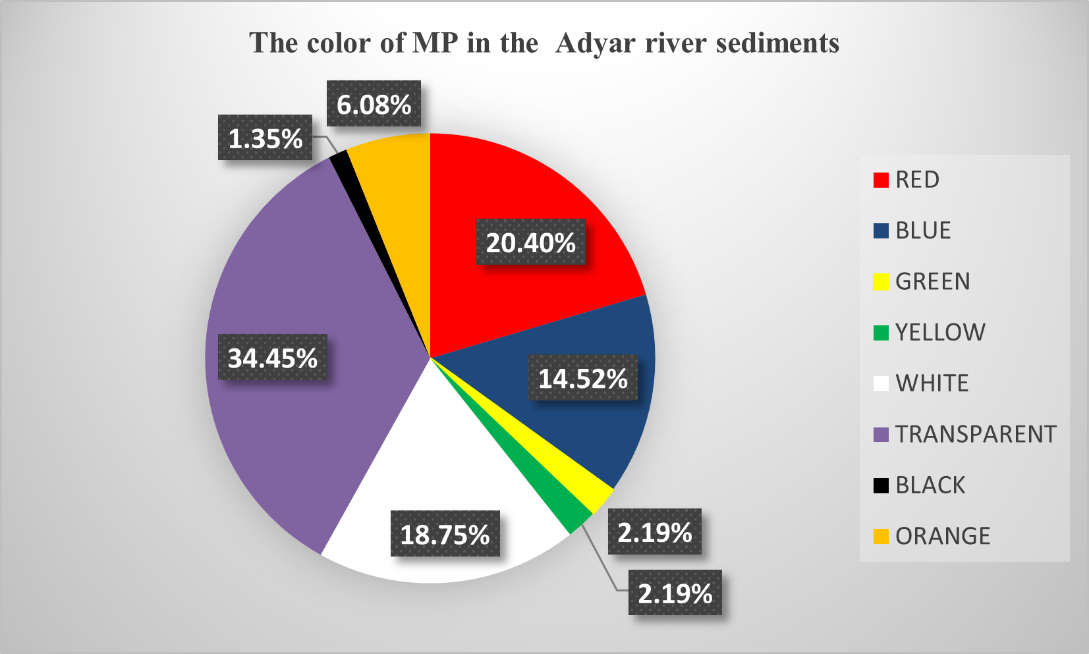 The color of MP in the  Adyar river sediments
6.08%
1.35%
20.40%
34.45%
14.52%
18.75%
2.19%
2.19%
RED
BLUE
GREEN
YELLOW
WHITE
TRANSPARENT
BLACK
ORANGE